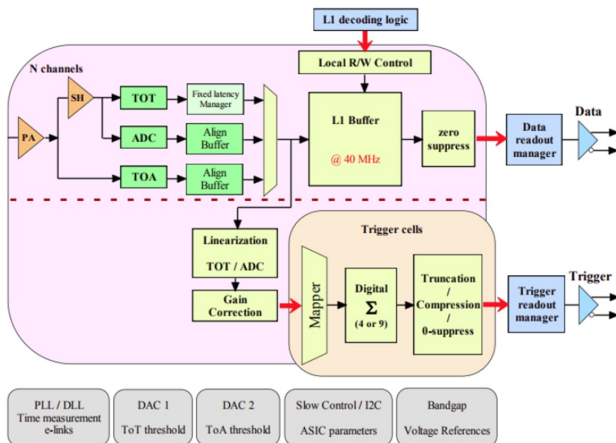 L1 decoding logic
N channels
Local R/W Control
SH
TOT
Fixed latency
Manager
PA
ADC
Align
Buffer
L1 Buffer
@ 40 MHz
zero
suppress
Data
readout
manager
Data
TOA
Align
Buffer
Linearization
TOT / ADC
Gain
Correction
Trigger cells
Mapper
Digital
Σ
(4 or 9)
Truncation
/
Compression
/
0-suppress
Trigger
readout
manager
Trigger
PLL / DLL
Time measurement
e-links
DAC 1
ToT threshold
DAC 2
ToA threshold
Slow Control / I2C
ASIC parameters
Bandgap
Voltage References